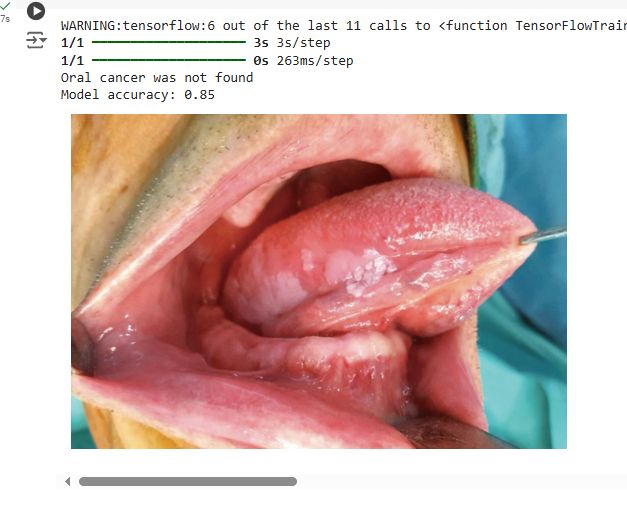 7s
WARNING:tensorflow:6 out of the last 11 calls to <function TensorFlowTrai
1/1 ━━━━━━━━━━━━━━━━━━━━ 3s 3s/step
1/1 ━━━━━━━━━━━━━━━━━━━━ 0s 263ms/step
Oral cancer was not found
Model accuracy: 0.85